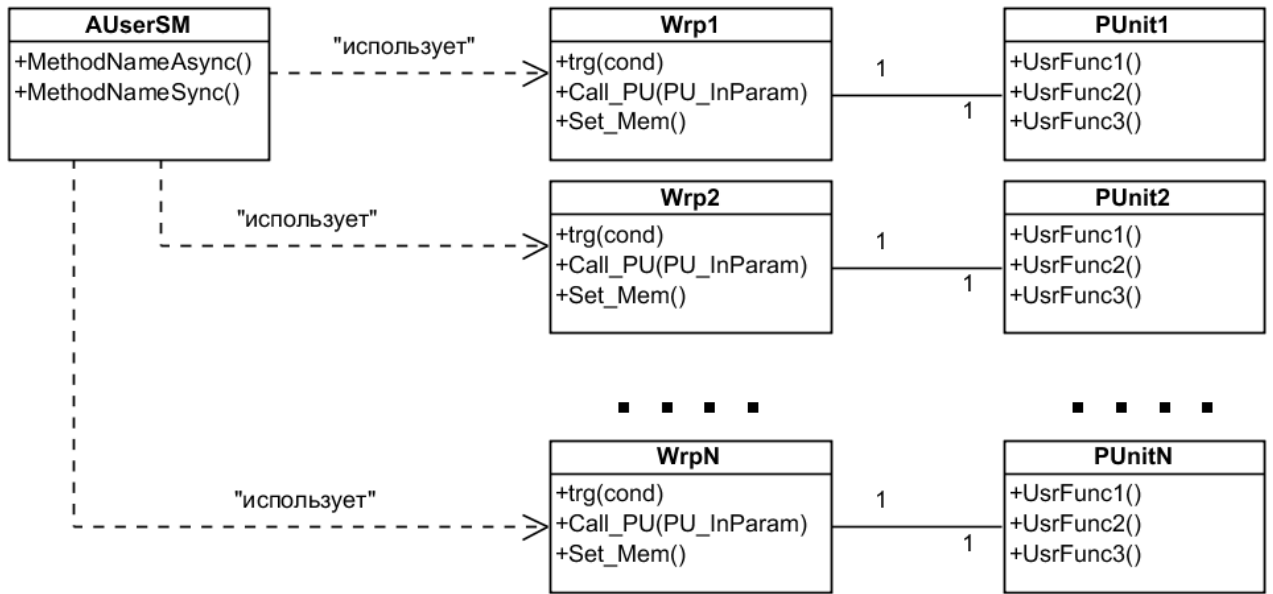 AUserSM
+MethodNameAsync()
+MethodNameSync()
"использует"
Wrp1
+trg(cond)
+Call_PU(PU_InParam)
+Set_Mem()
1
1
PUnit1
+UsrFunc1()
+UsrFunc2()
+UsrFunc3()
"использует"
Wrp2
+trg(cond)
+Call_PU(PU_InParam)
+Set_Mem()
1
1
PUnit2
+UsrFunc1()
+UsrFunc2()
+UsrFunc3()
"использует"
WrpN
+trg(cond)
+Call_PU(PU_InParam)
+Set_Mem()
1
1
PUnitN
+UsrFunc1()
+UsrFunc2()
+UsrFunc3()